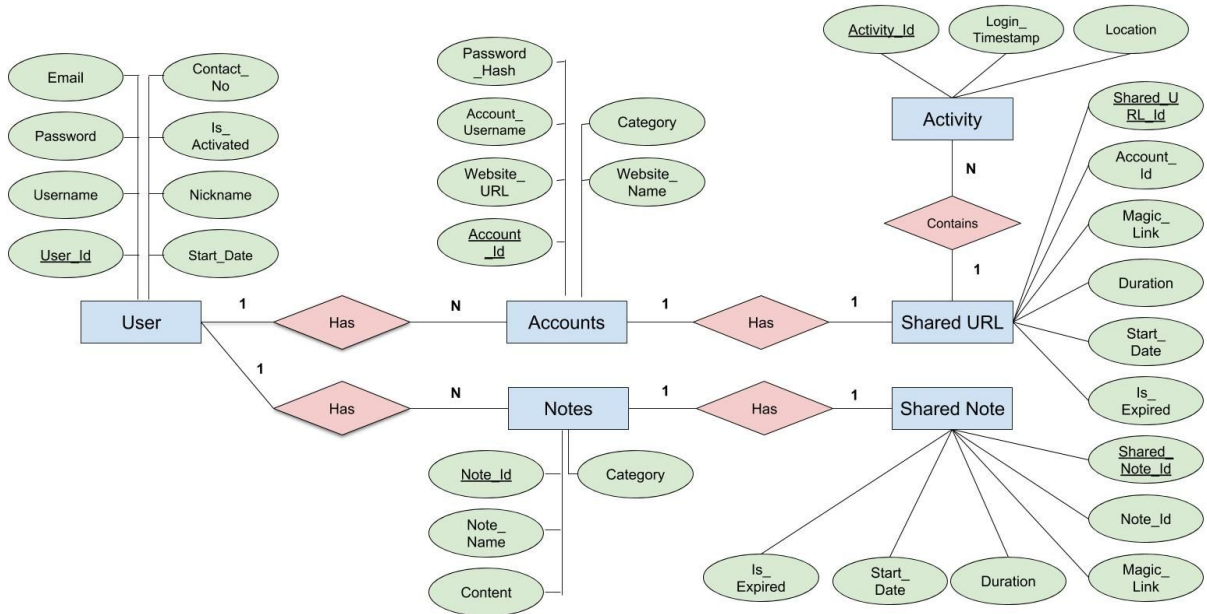 Email
Contact_
No
Password
Is_
Activated
Username
Nickname
User_Id
Start_Date
User
1
Has
N
1
Has
N
Password
_Hash
Account_
Username
Category
Website_
URL
Website_
Name
Account
_Id
Accounts
1
Has
1
Activity_Id
Login_
Timestamp
Location
Activity
N
Contains
1
Shared URL
Shared_U
RL_Id
Account_
Id
Magic_
Link
Duration
Start_
Date
Is_
Expired
Notes
1
Has
1
Shared Note
Note_Id
Category
Note_
Name
Content
Shared_
Note_Id
Note_Id
Magic_
Link
Is_
Expired
Start_
Date
Duration